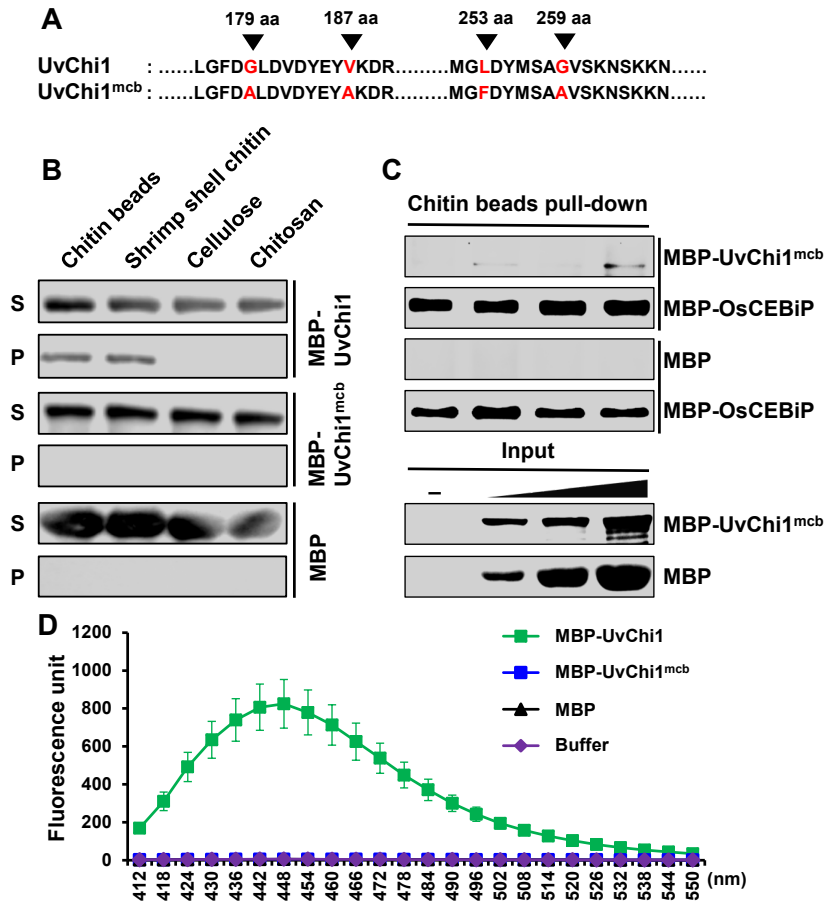 A
179 aa 187 aa 253 aa 259 aa
UvChi1 : ......LGFDGLDVDYEYVKDR.........MGLDYMSAGVSKNSKKN......
UvChi1mcb : ......LGFDALDVDYEYAKDR.........MGFDYMSAAVSKNSKKN......
B
Chitin beads
Shrimp shell chitin
Cellulose
Chitosan
S
P
MBP-
UvChi1
S
P
MBP-
UvChi1mcb
S
P
MBP
C
Chitin beads pull-down
MBP-UvChi1mcb
MBP-OsCEBiP
MBP
MBP-OsCEBiP
Input
–
MBP-UvChi1mcb
MBP
D
Fluorescence unit
1200
1000
800
600
400
200
0
MBP-UvChi1
MBP-UvChi1mcb
MBP
Buffer
412 418 424 430 436 442 448 454 460 466 472 478 484 490 496 502 508 514 520 526 532 538 544 550 (nm)